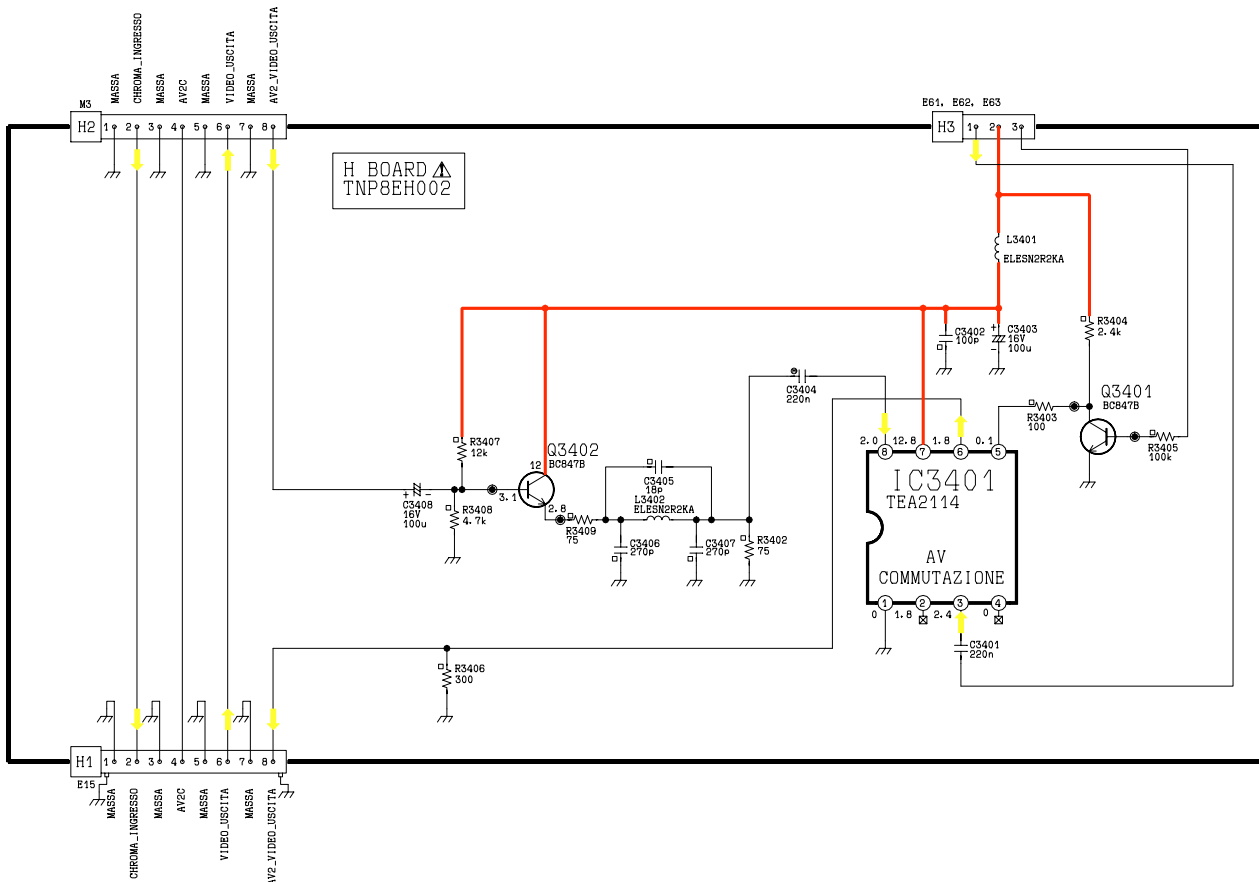 MASSA
CHROMA_INGRESSO
MASSA
AV2C
MASSA
VIDEO_USCITA
MASSA
AV2_VIDEO_USCITA
M3
H2
1 2 3 4 5 6 7 8
E61, E62, E63
H3
1 2 3
H BOARD ⚠
TNP8EH002
L3401
ELESN2R2KA
C3402
100p
C3403
16V
100u
+
-
R3404
2.4k
C3404
220n
Q3401
BC847B
R3403
100
R3405
100k
R3407
12k
Q3402
BC847B
12
3.1
2.8
C3405
18p
L3402
ELESN2R2KA
+ -
C3408
16V
100u
R3408
4.7k
R3409
75
C3406
270p
C3407
270p
R3402
75
2.0 12.8 1.8 0.1
8 7 6 5
IC3401
TEA2114
AV
COMMUTAZIONE
1 2 3 4
0 1.8 2.4 0
C3401
220n
R3406
300
H1
1 2 3 4 5 6 7 8
E15
MASSA
CHROMA_INGRESSO
MASSA
AV2C
MASSA
VIDEO_USCITA
MASSA
AV2_VIDEO_USCITA